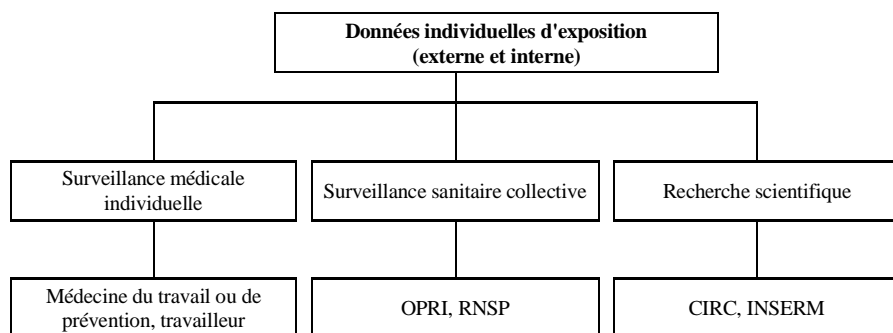 Données individuelles d'exposition
(externe et interne)
Surveillance médicale
individuelle
Surveillance sanitaire collective
Recherche scientifique
Médecine du travail ou de
prévention, travailleur
OPRI, RNSP
CIRC, INSERM